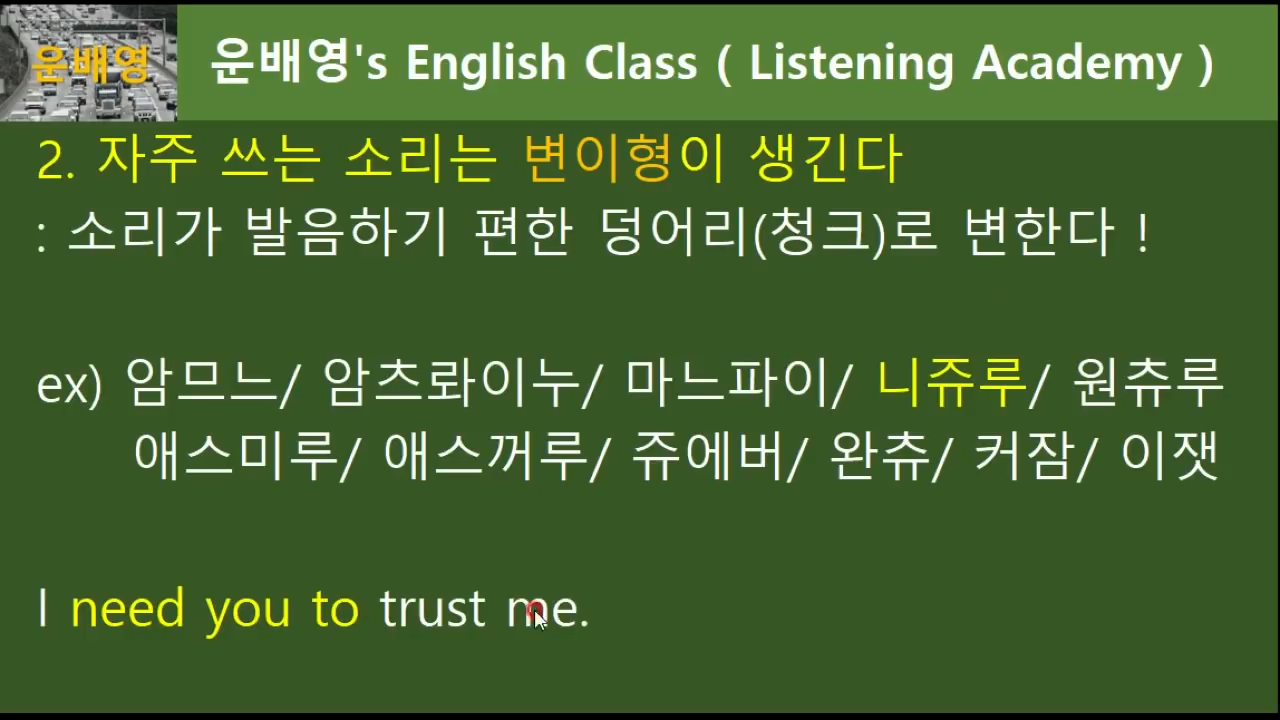 운배영
운배영's English Class ( Listening Academy )
2. 자주 쓰는 소리는 변이형이 생긴다
: 소리가 발음하기 편한 덩어리(청크)로 변한다 !
ex) 암므느/ 암츠롸이누/ 마느파이/ 니쥬루/ 원츄루
애스미루/ 애스꺼루/ 쥬에버/ 완츄/ 커잠/ 이잿
I need you to trust me.